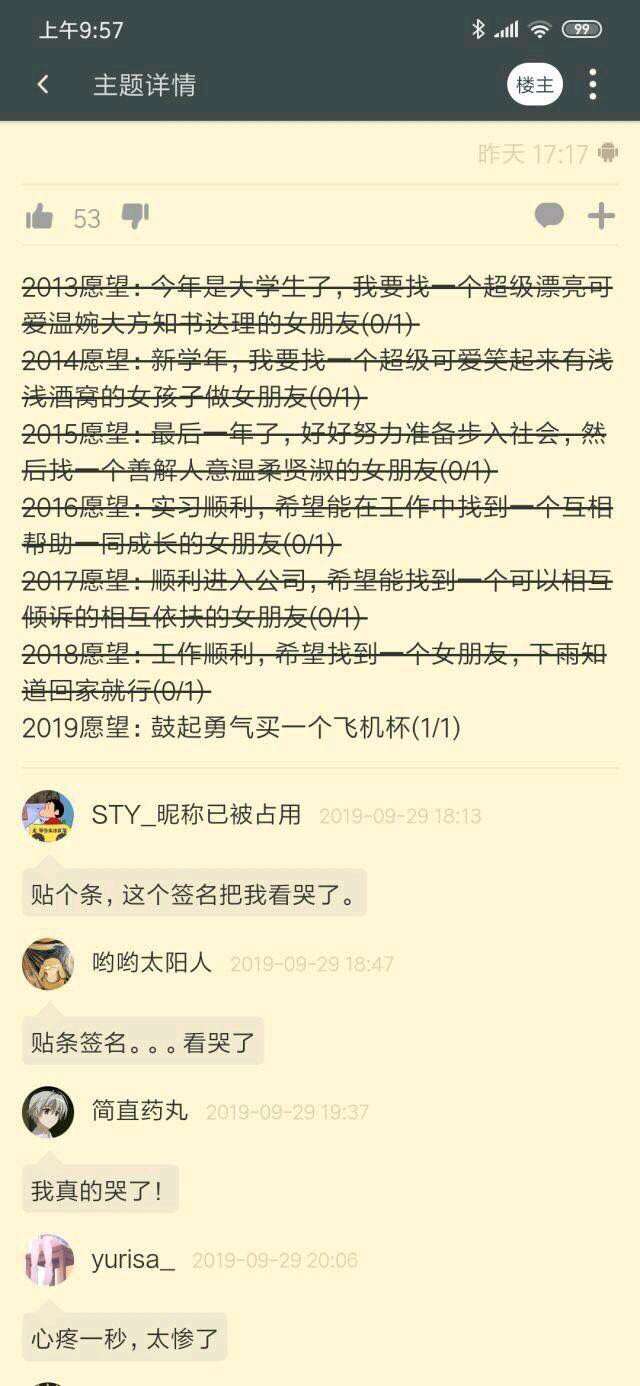 上午9:57
99
主题详情
楼主
昨天 17:17
53
2013愿望：今年是大学生了，我要找一个超级漂亮可
爱温婉大方知书达理的女朋友(0/1)
2014愿望：新学年，我要找一个超级可爱笑起来有浅
浅酒窝的女孩子做女朋友(0/1)
2015愿望：最后一年了，好好努力准备步入社会，然
后找一个善解人意温柔贤淑的女朋友(0/1)
2016愿望：实习顺利，希望能在工作中找到一个互相
帮助一同成长的女朋友(0/1)
2017愿望：顺利进入公司，希望能找到一个可以相互
倾诉的相互依扶的女朋友(0/1)
2018愿望：工作顺利，希望找到一个女朋友，下雨知
道回家就行(0/1)
2019愿望：鼓起勇气买一个飞机杯(1/1)
STY_昵称已被占用 2019-09-29 18:13
贴个条，这个签名把我看哭了。
哟哟太阳人 2019-09-29 18:47
贴条签名。。。看哭了
简直药丸 2019-09-29 19:37
我真的哭了！
yurisa_ 2019-09-29 20:06
心疼一秒，太惨了